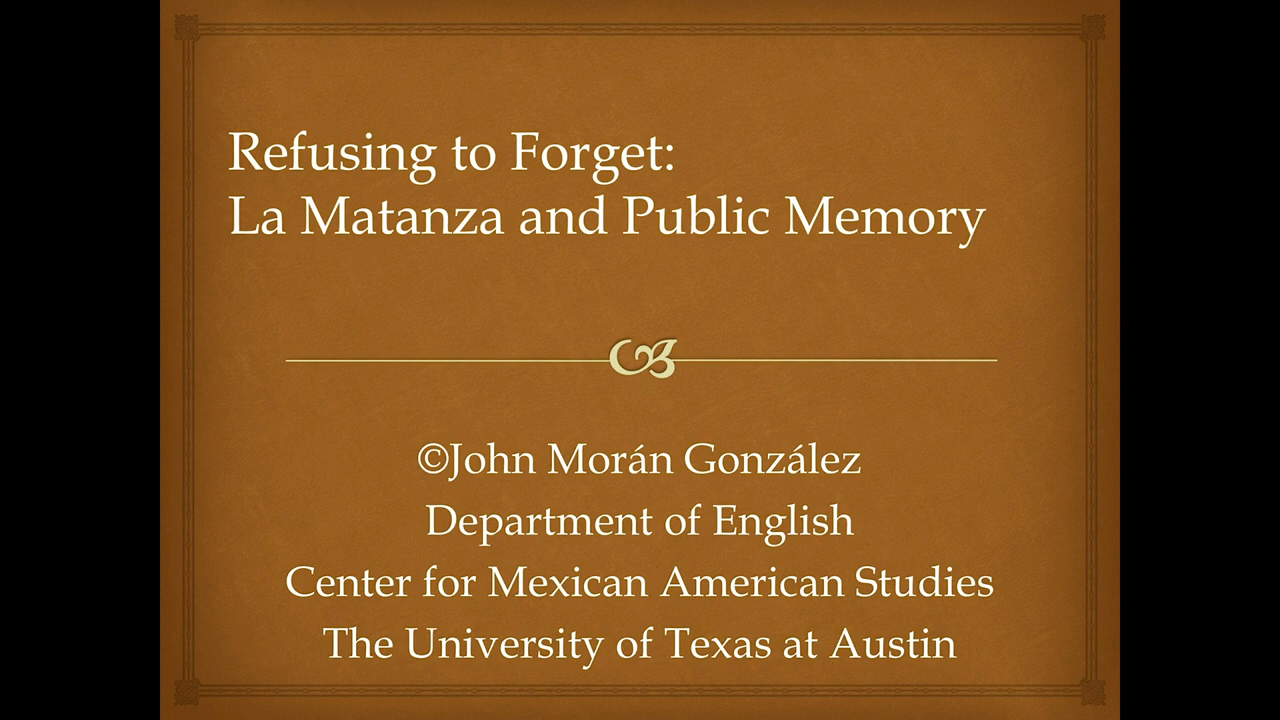 Refusing to Forget:
La Matanza and Public Memory
©John Morán González
Department of English
Center for Mexican American Studies
The University of Texas at Austin